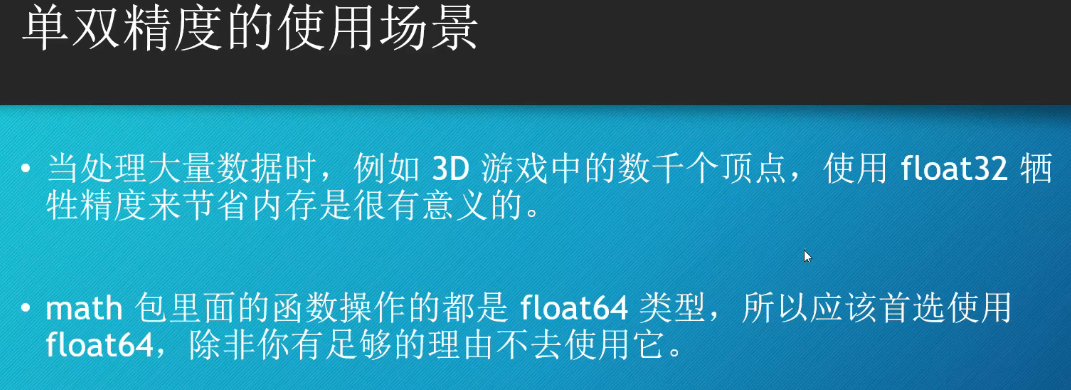 单双精度的使用场景
• 当处理大量数据时，例如 3D 游戏中的数千个顶点，使用 float32 牺
牲精度来节省内存是很有意义的。
• math 包里面的函数操作的都是 float64 类型，所以应该首选使用
float64，除非你有足够的理由不去使用它。